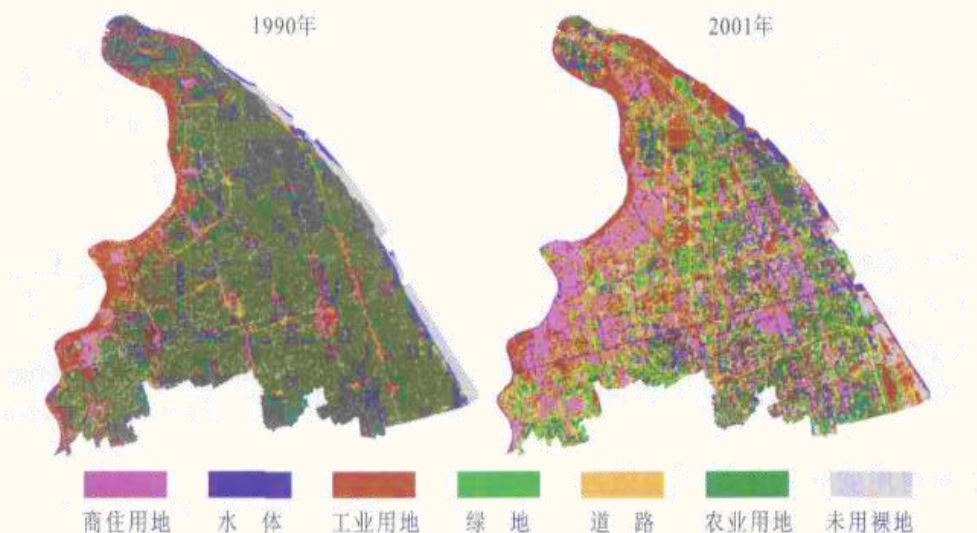 1990年 2001年
商住用地 水 体 工业用地 绿 地 道 路 农业用地 未用裸地